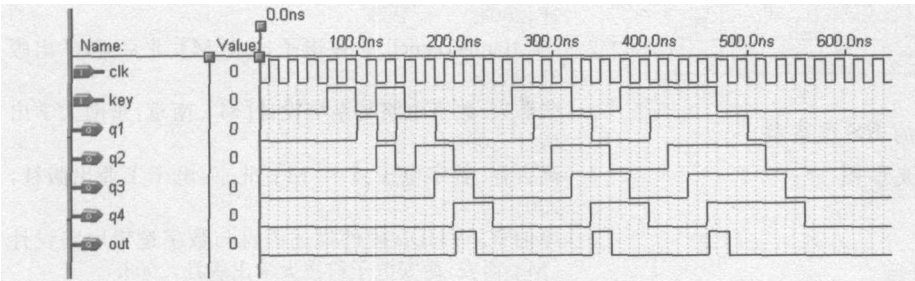 0.0ns
100.0ns 200.0ns 300.0ns 400.0ns 500.0ns 600.0ns
Name: Value:
clk 0
key 0
q1 0
q2 0
q3 0
q4 0
out 0